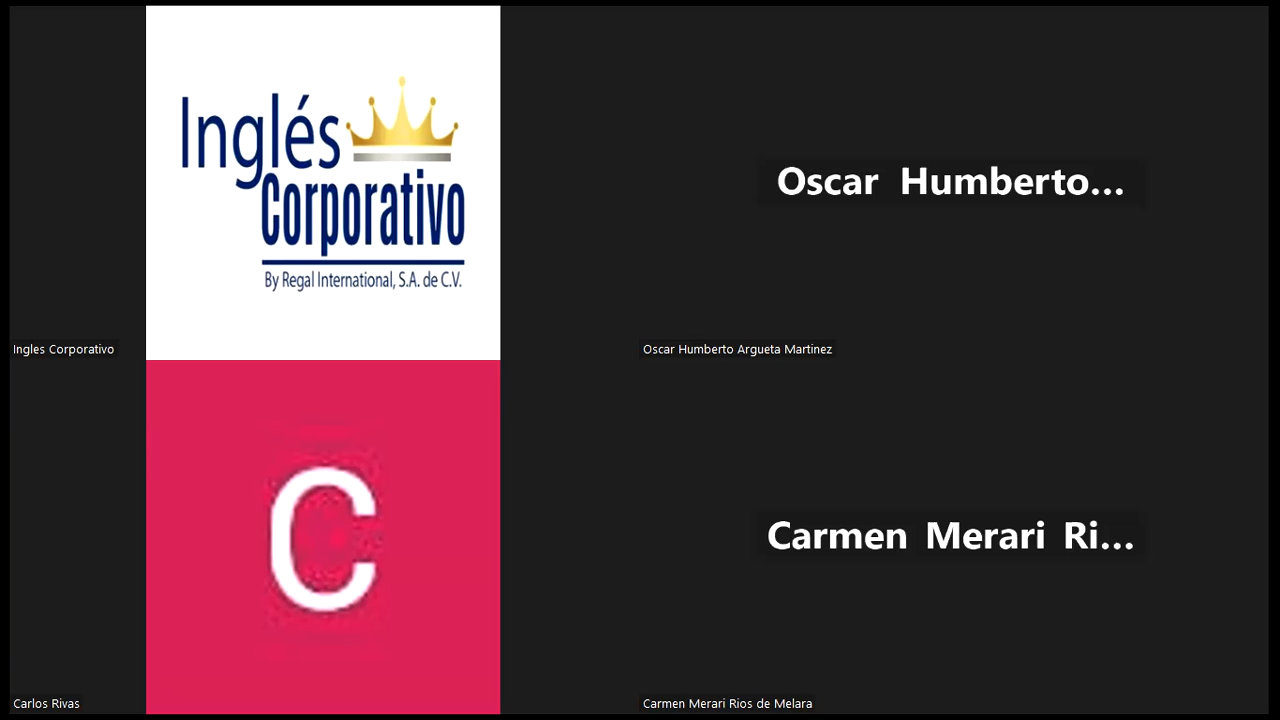 Inglés
Corporativo
By Regal International, S.A. de C.V.
Ingles Corporativo
Oscar Humberto...
Oscar Humberto Argueta Martinez
C
Carlos Rivas
Carmen Merari Ri...
Carmen Merari Rios de Melara